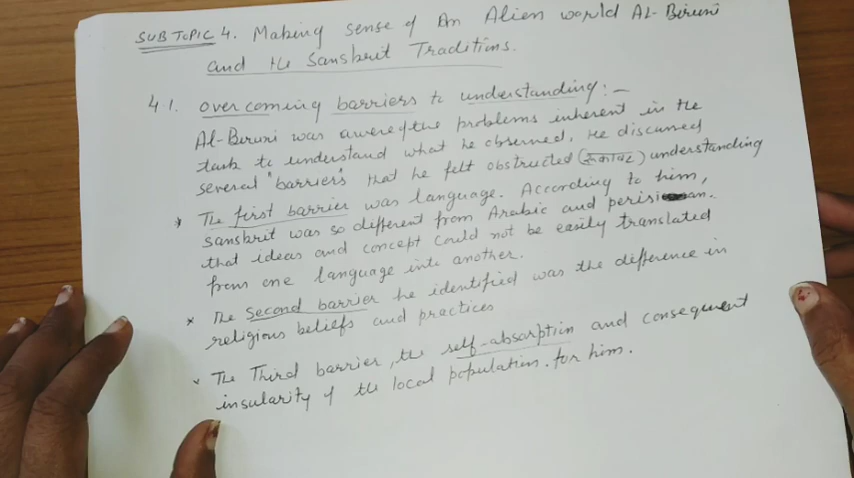 SUB TOPIC 4. Making sense of An Alien world Al-Biruni
and the Sanskrit Traditions.
4 1. overcoming barriers to understanding:-
Al-Biruni was aware of the problems inherent in the
task to understand what he observed. He discussed
several "barriers" that he felt obstructed (रूकावट) understanding
* The first barrier was language. According to him,
sanskrit was so different from Arabic and perisian.
that ideas and concept could not be easily translated
from one language into another.
* The second barrier he identified was the difference in
religious beliefs and practices
* The Third barrier, the self-absorption and consequent
insularity of the local population. for him.